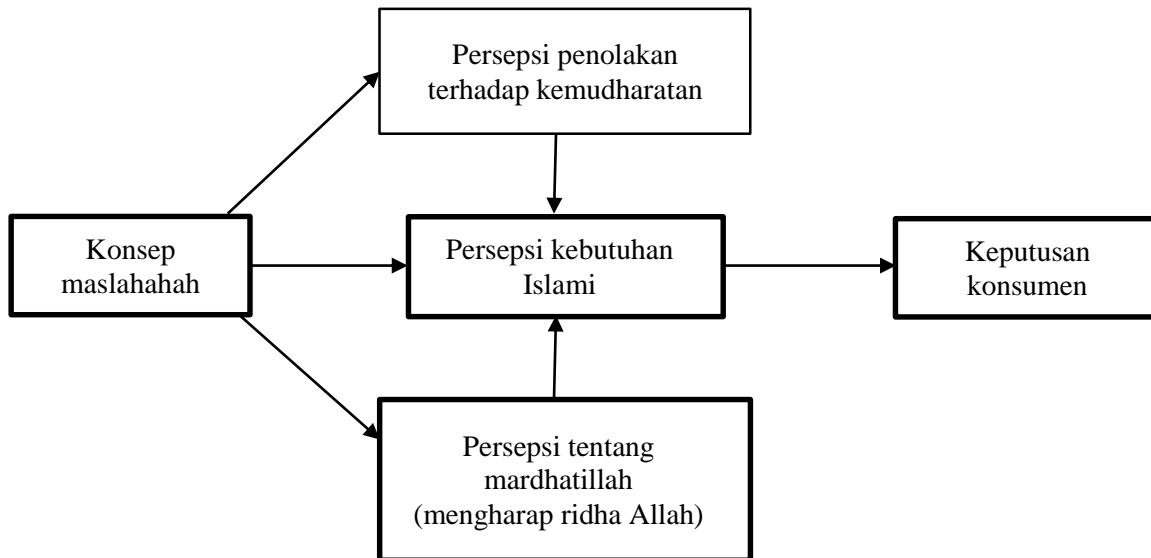 Persepsi penolakan
terhadap kemudharatan
Konsep
maslahahah
Persepsi kebutuhan
Islami
Keputusan
konsumen
Persepsi tentang
mardhatillah
(mengharap ridha Allah)